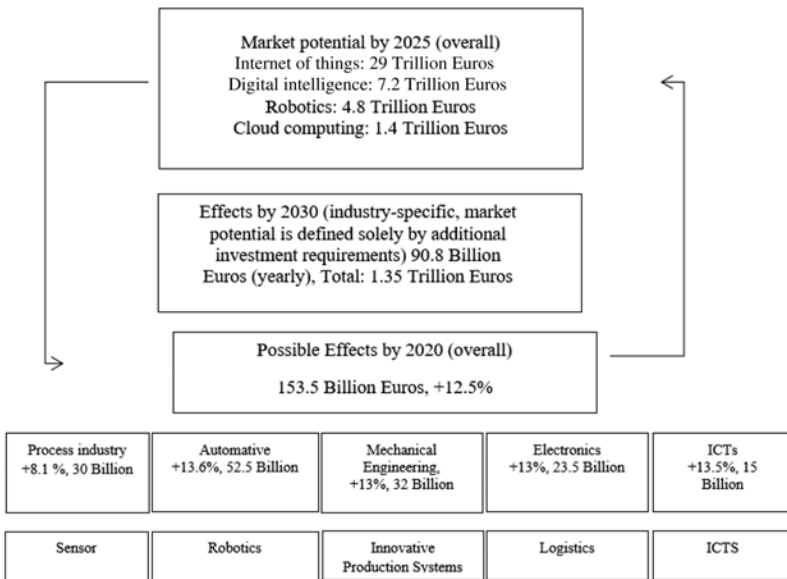 Market potential by 2025 (overall)
Internet of things: 29 Trillion Euros
Digital intelligence: 7.2 Trillion Euros
Robotics: 4.8 Trillion Euros
Cloud computing: 1.4 Trillion Euros
Effects by 2030 (industry-specific, market
potential is defined solely by additional
investment requirements) 90.8 Billion
Euros (yearly), Total: 1.35 Trillion Euros
Possible Effects by 2020 (overall)
153.5 Billion Euros, +12.5%
Process industry
+8.1 %, 30 Billion
Automative
+13.6%, 52.5 Billion
Mechanical
Engineering,
+13%, 32 Billion
Electronics
+13%, 23.5 Billion
ICTs
+13.5%, 15
Billion
Sensor
Robotics
Innovative
Production Systems
Logistics
ICTS